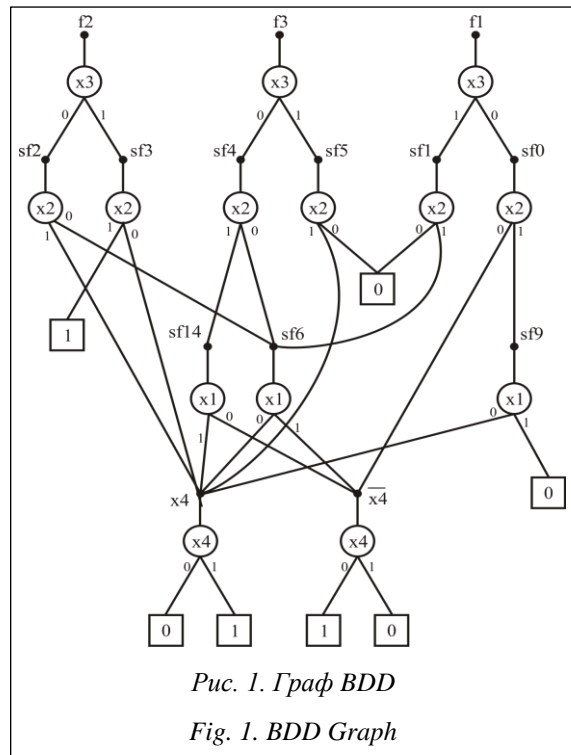 f2 f3 f1
x3 x3 x3
0 1 0 1 1 0
sf2 sf3 sf4 sf5 sf1 sf0
x2 x2 x2 x2 x2 x2
1 0 1 0 1 0 1 0 0 1 0 1
0
1
sf14 sf6 sf9
x1 x1 x1
1 0 0 1 0 1
x4 x4
0
x4 x4
0 1 0 1
0 1 1 0
Рис. 1. Граф BDD
Fig. 1. BDD Graph